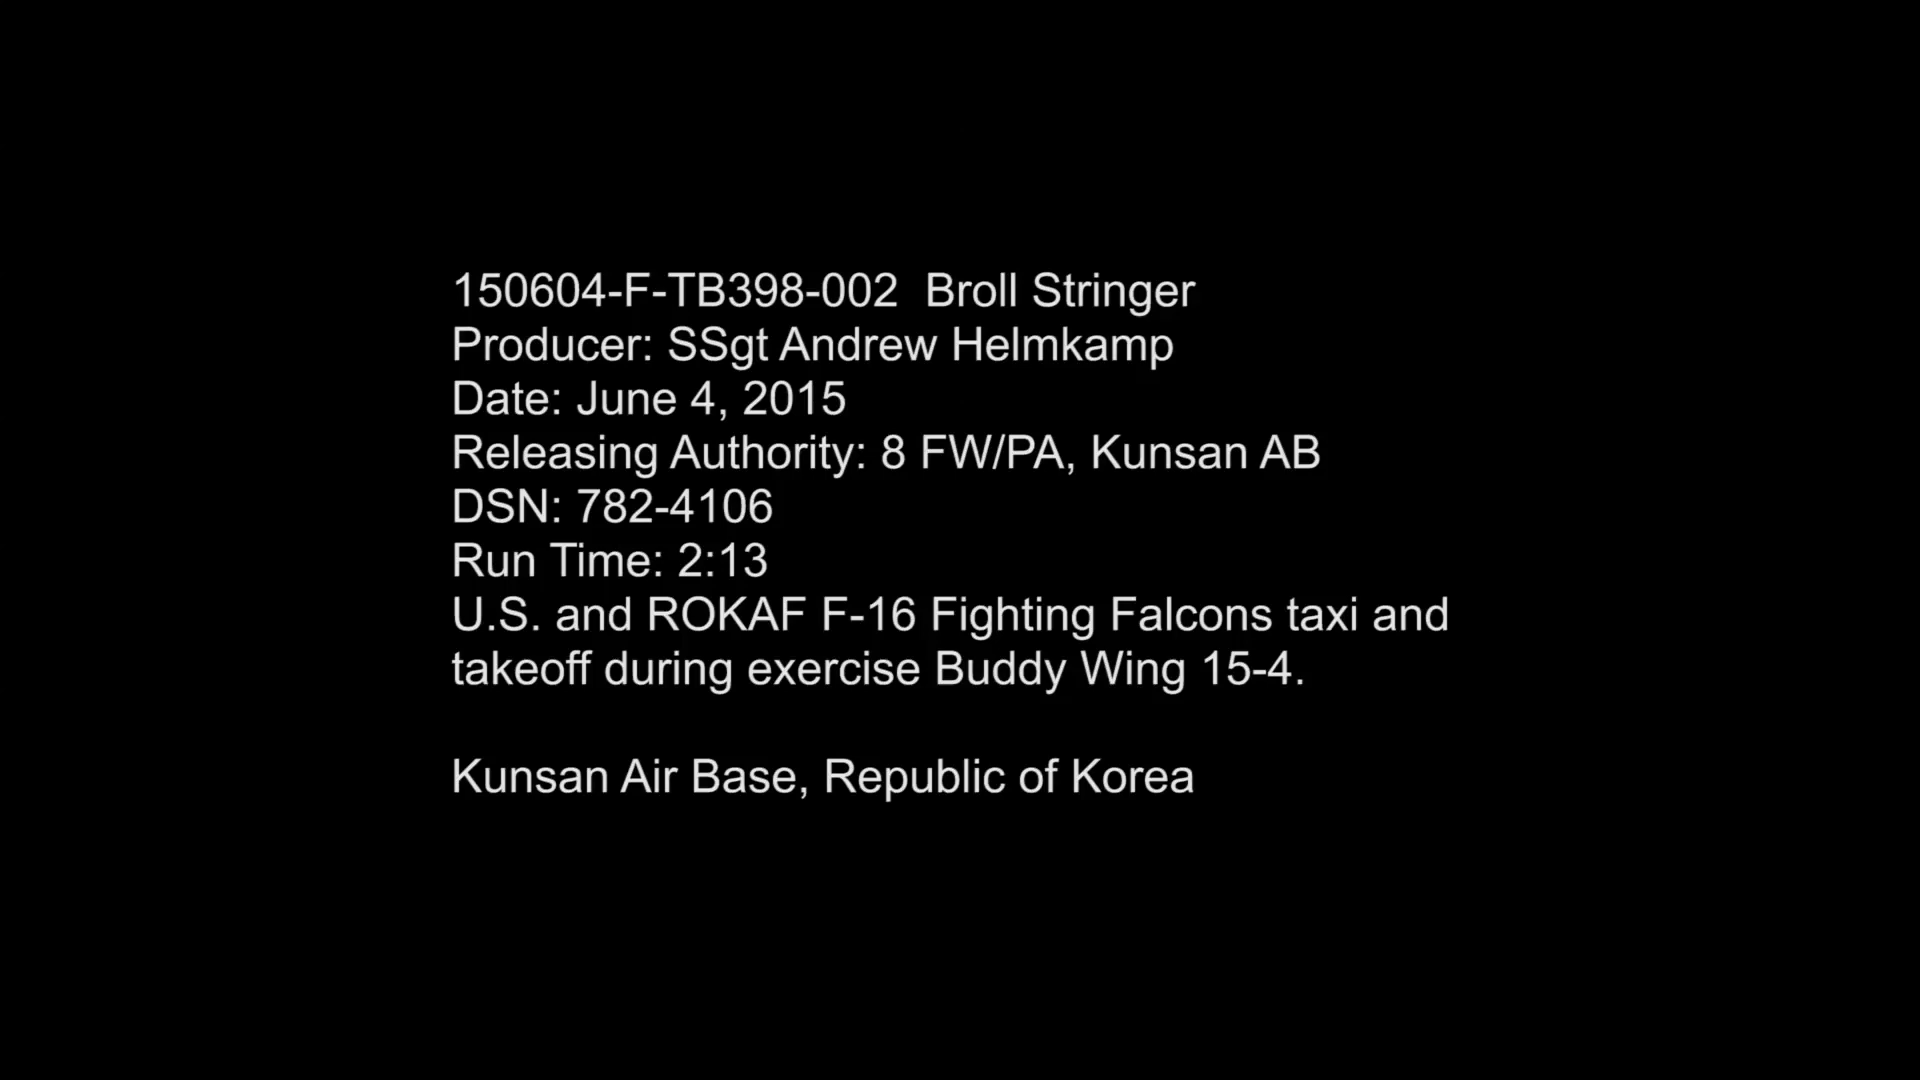 150604-F-TB398-002  Broll Stringer
Producer: SSgt Andrew Helmkamp
Date: June 4, 2015
Releasing Authority: 8 FW/PA, Kunsan AB
DSN: 782-4106
Run Time: 2:13
U.S. and ROKAF F-16 Fighting Falcons taxi and
takeoff during exercise Buddy Wing 15-4.
Kunsan Air Base, Republic of Korea